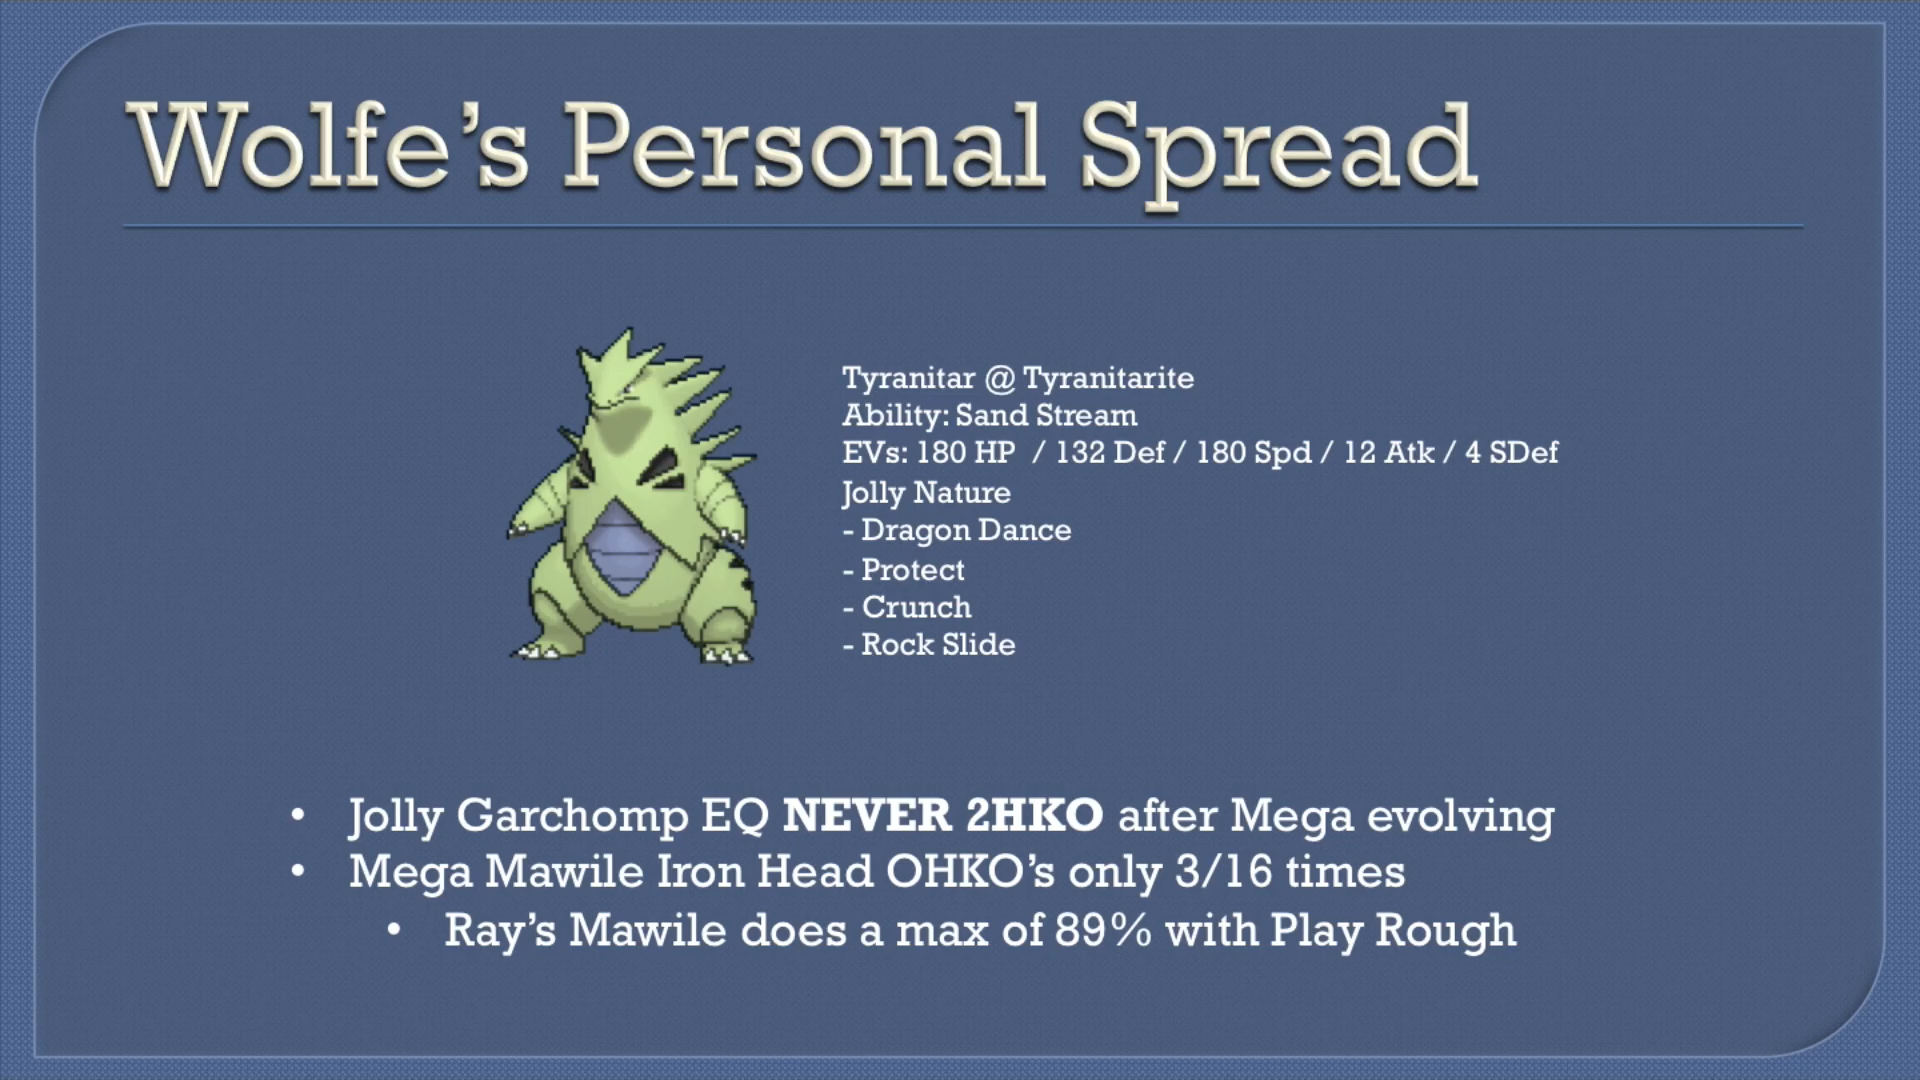 Wolfe's Personal Spread
Tyranitar @ Tyranitarite
Ability: Sand Stream
EVs: 180 HP / 132 Def / 180 Spd / 12 Atk / 4 SDef
Jolly Nature
- Dragon Dance
- Protect
- Crunch
- Rock Slide
• Jolly Garchomp EQ NEVER 2HKO after Mega evolving
• Mega Mawile Iron Head OHKO's only 3/16 times
• Ray's Mawile does a max of 89% with Play Rough